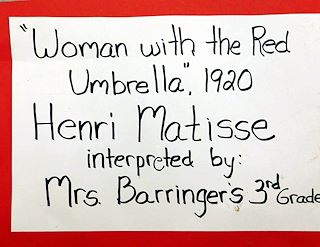 "Woman with the Red
Umbrella", 1920
Henri Matisse
interpreted by:
Mrs. Barringer's 3rd Grade